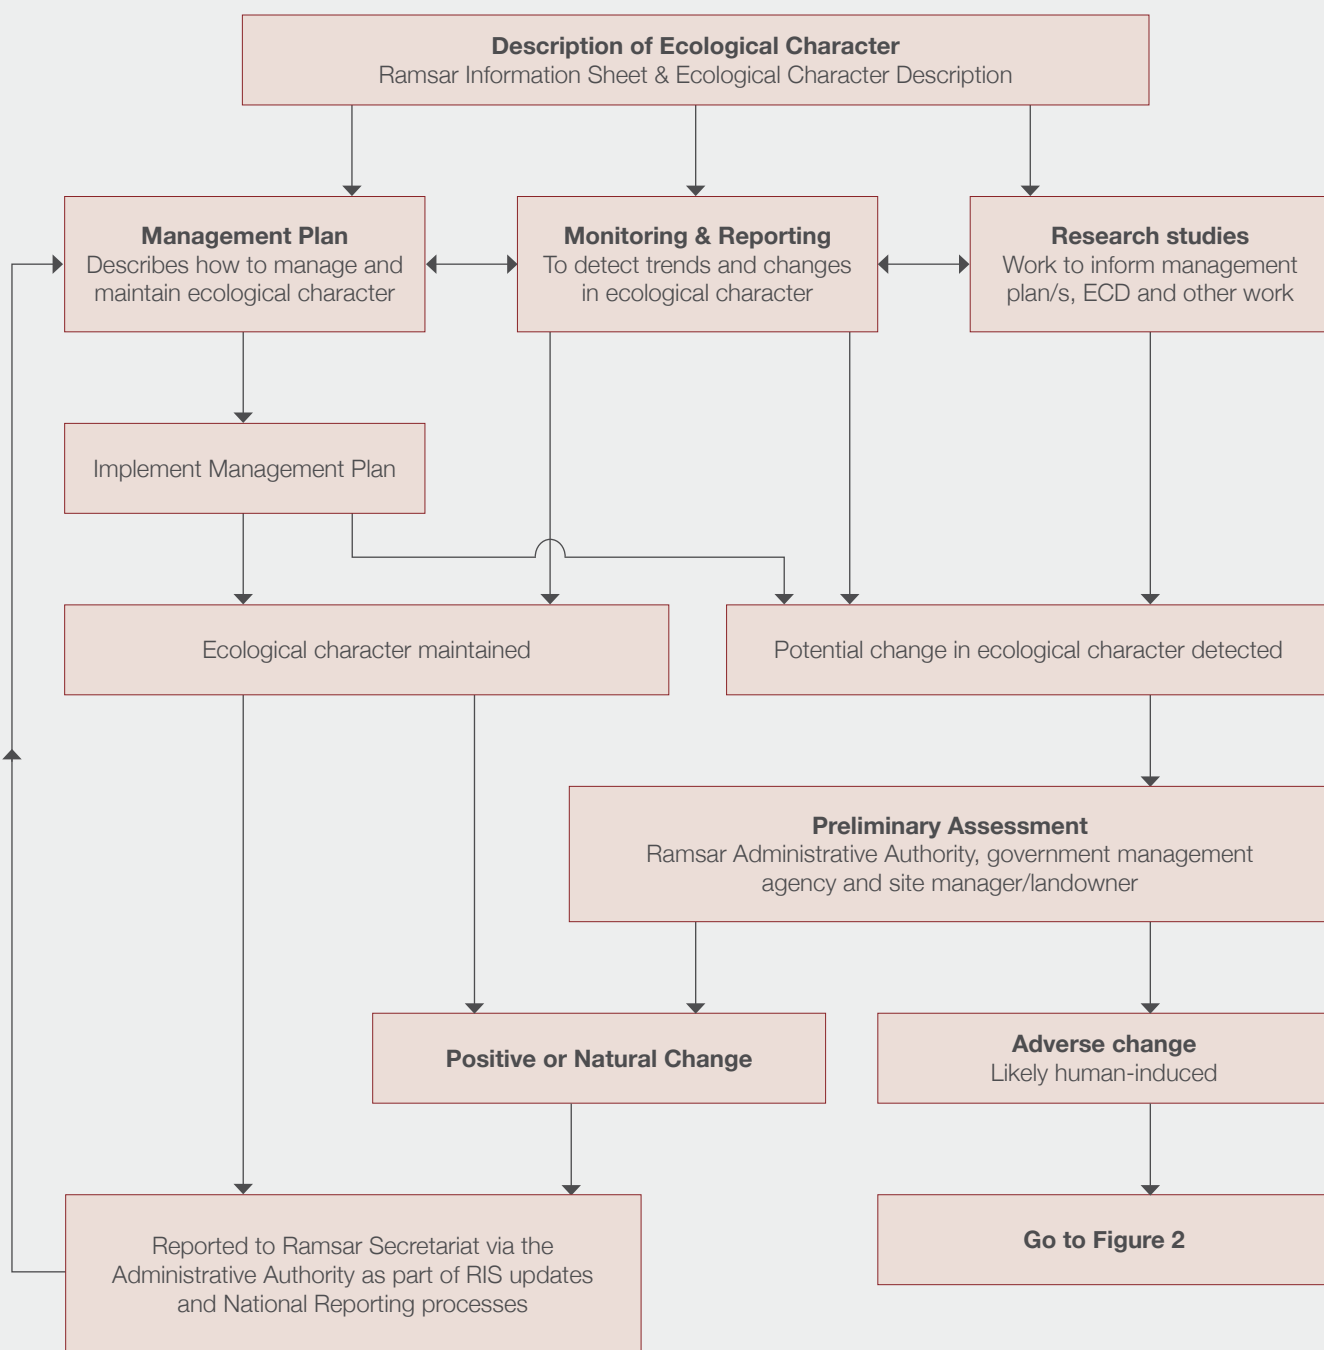 Description of Ecological Character
Ramsar Information Sheet & Ecological Character Description
Management Plan
Describes how to manage and
maintain ecological character
Monitoring & Reporting
To detect trends and changes
in ecological character
Research studies
Work to inform management
plan/s, ECD and other work
Implement Management Plan
Ecological character maintained
Potential change in ecological character detected
Preliminary Assessment
Ramsar Administrative Authority, government management
agency and site manager/landowner
Positive or Natural Change
Adverse change
Likely human-induced
Reported to Ramsar Secretariat via the
Administrative Authority as part of RIS updates
and National Reporting processes
Go to Figure 2